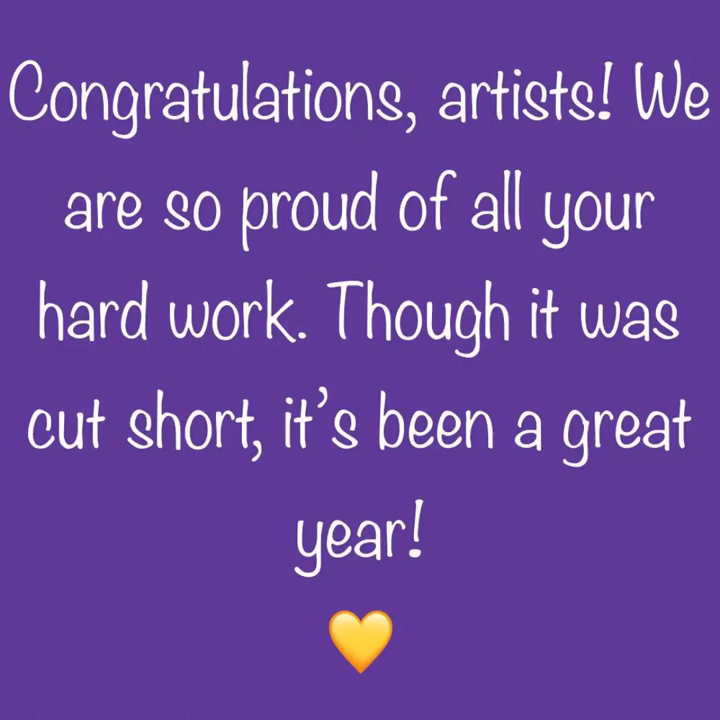 Congratulations, artists! We
are so proud of all your
hard work. Though it was
cut short, it’s been a great
year!
💛